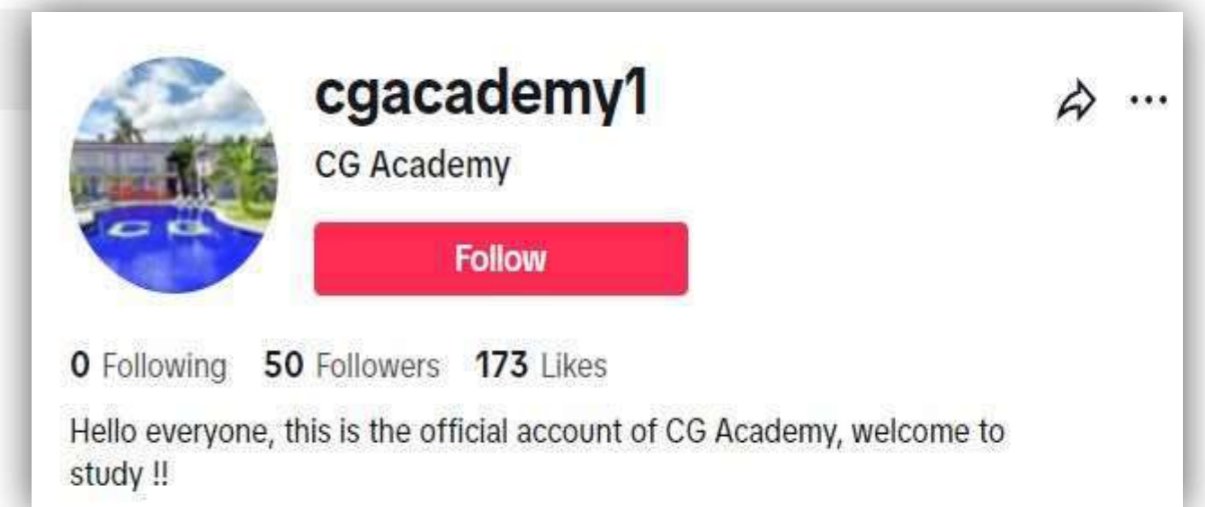 cgacademy1
CG Academy
Follow
0 Following 50 Followers 173 Likes
Hello everyone, this is the official account of CG Academy, welcome to
study !!
CG